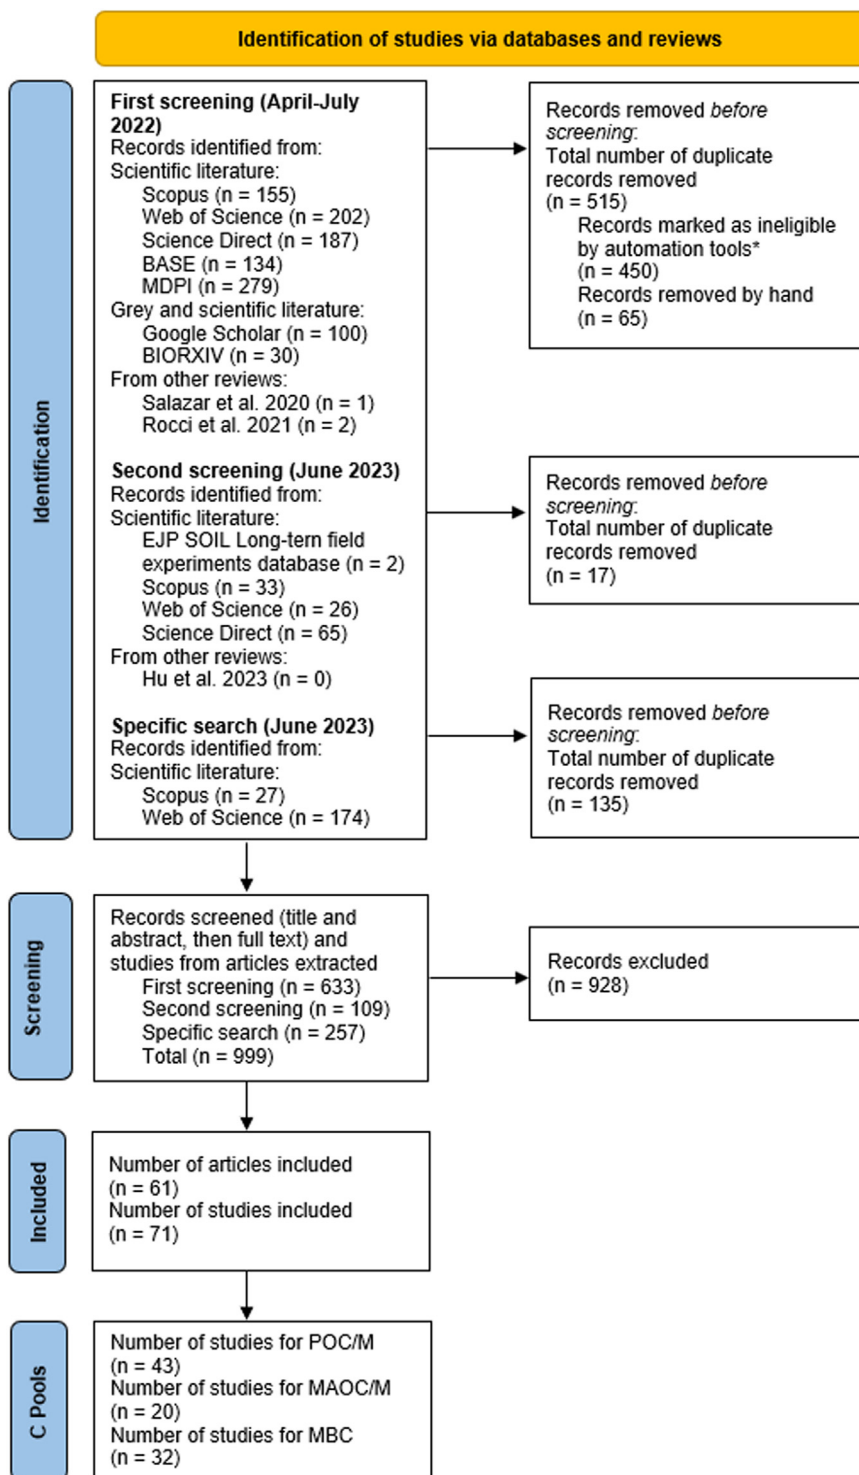 Identification of studies via databases and reviews
Identification
First screening (April-July
2022)
Records identified from:
Scientific literature:
Scopus (n = 155)
Web of Science (n = 202)
Science Direct (n = 187)
BASE (n = 134)
MDPI (n = 279)
Grey and scientific literature:
Google Scholar (n = 100)
BIORXIV (n = 30)
From other reviews:
Salazar et al. 2020 (n = 1)
Rocci et al. 2021 (n = 2)
Second screening (June 2023)
Records identified from:
Scientific literature:
EJP SOIL Long-tern field
experiments database (n = 2)
Scopus (n = 33)
Web of Science (n = 26)
Science Direct (n = 65)
From other reviews:
Hu et al. 2023 (n = 0)
Specific search (June 2023)
Records identified from:
Scientific literature:
Scopus (n = 27)
Web of Science (n = 174)
Records removed before
screening:
Total number of duplicate
records removed
(n = 515)
Records marked as ineligible
by automation tools*
(n = 450)
Records removed by hand
(n = 65)
Records removed before
screening:
Total number of duplicate
records removed
(n = 17)
Records removed before
screening:
Total number of duplicate
records removed
(n = 135)
Screening
Records screened (title and
abstract, then full text) and
studies from articles extracted
First screening (n = 633)
Second screening (n = 109)
Specific search (n = 257)
Total (n = 999)
Records excluded
(n = 928)
Included
Number of articles included
(n = 61)
Number of studies included
(n = 71)
C Pools
Number of studies for POC/M
(n = 43)
Number of studies for MAOC/M
(n = 20)
Number of studies for MBC
(n = 32)